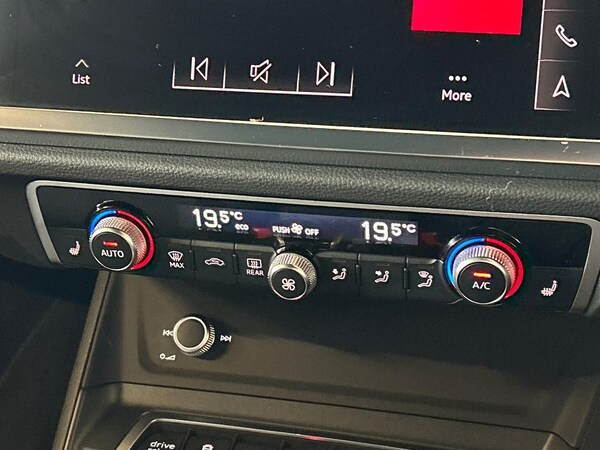 List
More
19.5°C eco PUSH OFF 19.5°C
AUTO
MAX
REAR
A/C
drive